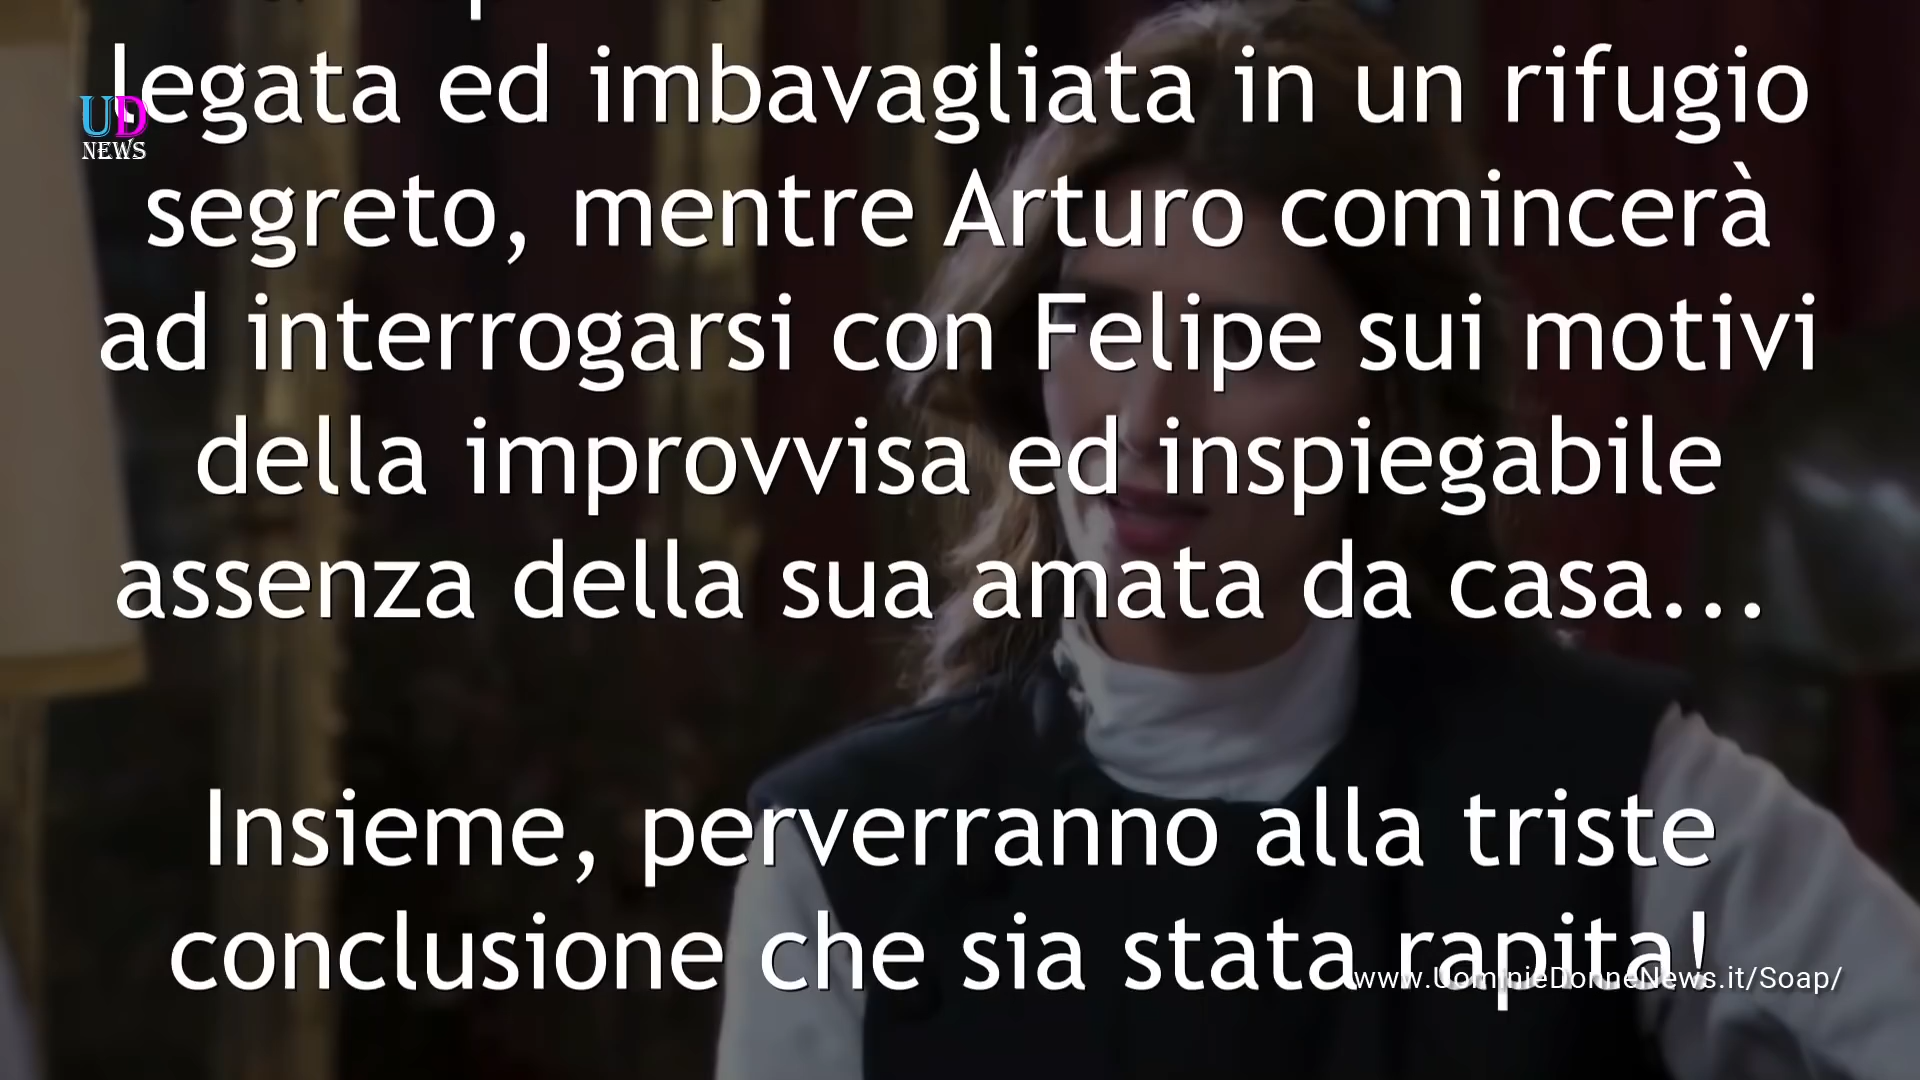 legata ed imbavagliata in un rifugio
UD
NEWS
segreto, mentre Arturo comincerà
ad interrogarsi con Felipe sui motivi
della improvvisa ed inspiegabile
assenza della sua amata da casa...
Insieme, perverranno alla triste
conclusione che sia stata rapita!
www.UominieDonneNews.it/Soap/